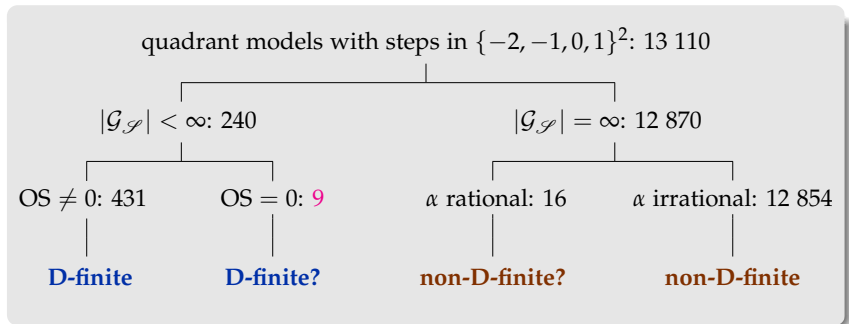 quadrant models with steps in {−2, −1, 0, 1}²: 13 110
|𝒢_𝒮| < ∞: 240 |𝒢_𝒮| = ∞: 12 870
OS ≠ 0: 431 OS = 0: 9 α rational: 16 α irrational: 12 854
D-finite D-finite? non-D-finite? non-D-finite